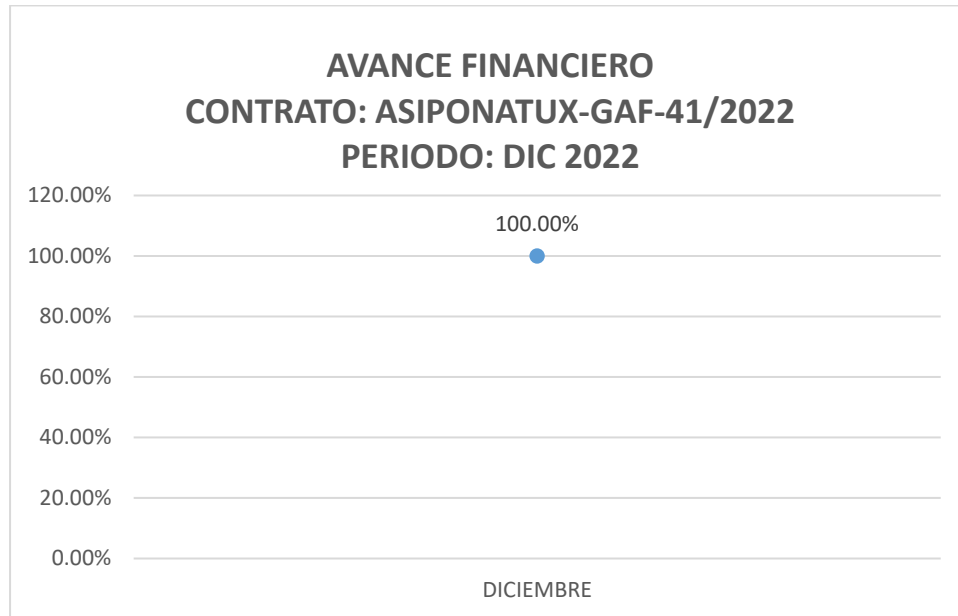 AVANCE FINANCIERO
CONTRATO: ASIPONATUX-GAF-41/2022
PERIODO: DIC 2022
120.00%
100.00%
100.00%
80.00%
60.00%
40.00%
20.00%
0.00%
DICIEMBRE